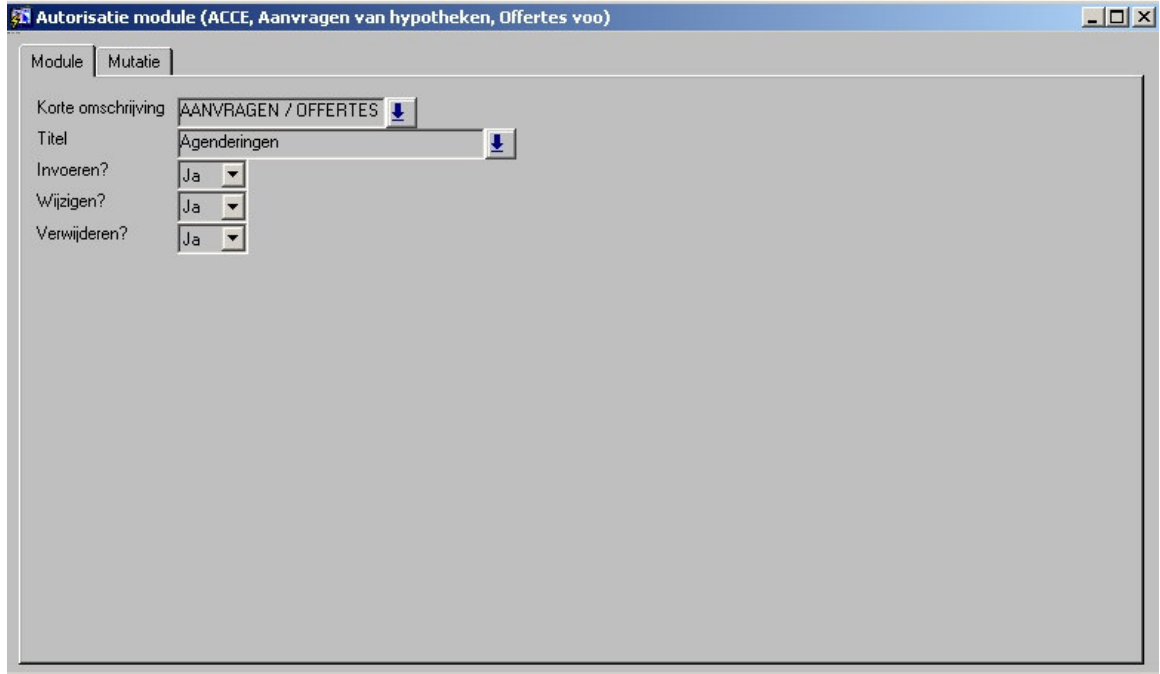 Autorisatie module (ACCE, Aanvragen van hypotheken, Offertes voo)
Module Mutatie
Korte omschrijving AANVRAGEN / OFFERTES
Titel Agenderingen
Invoeren? Ja
Wijzigen? Ja
Verwijderen? Ja